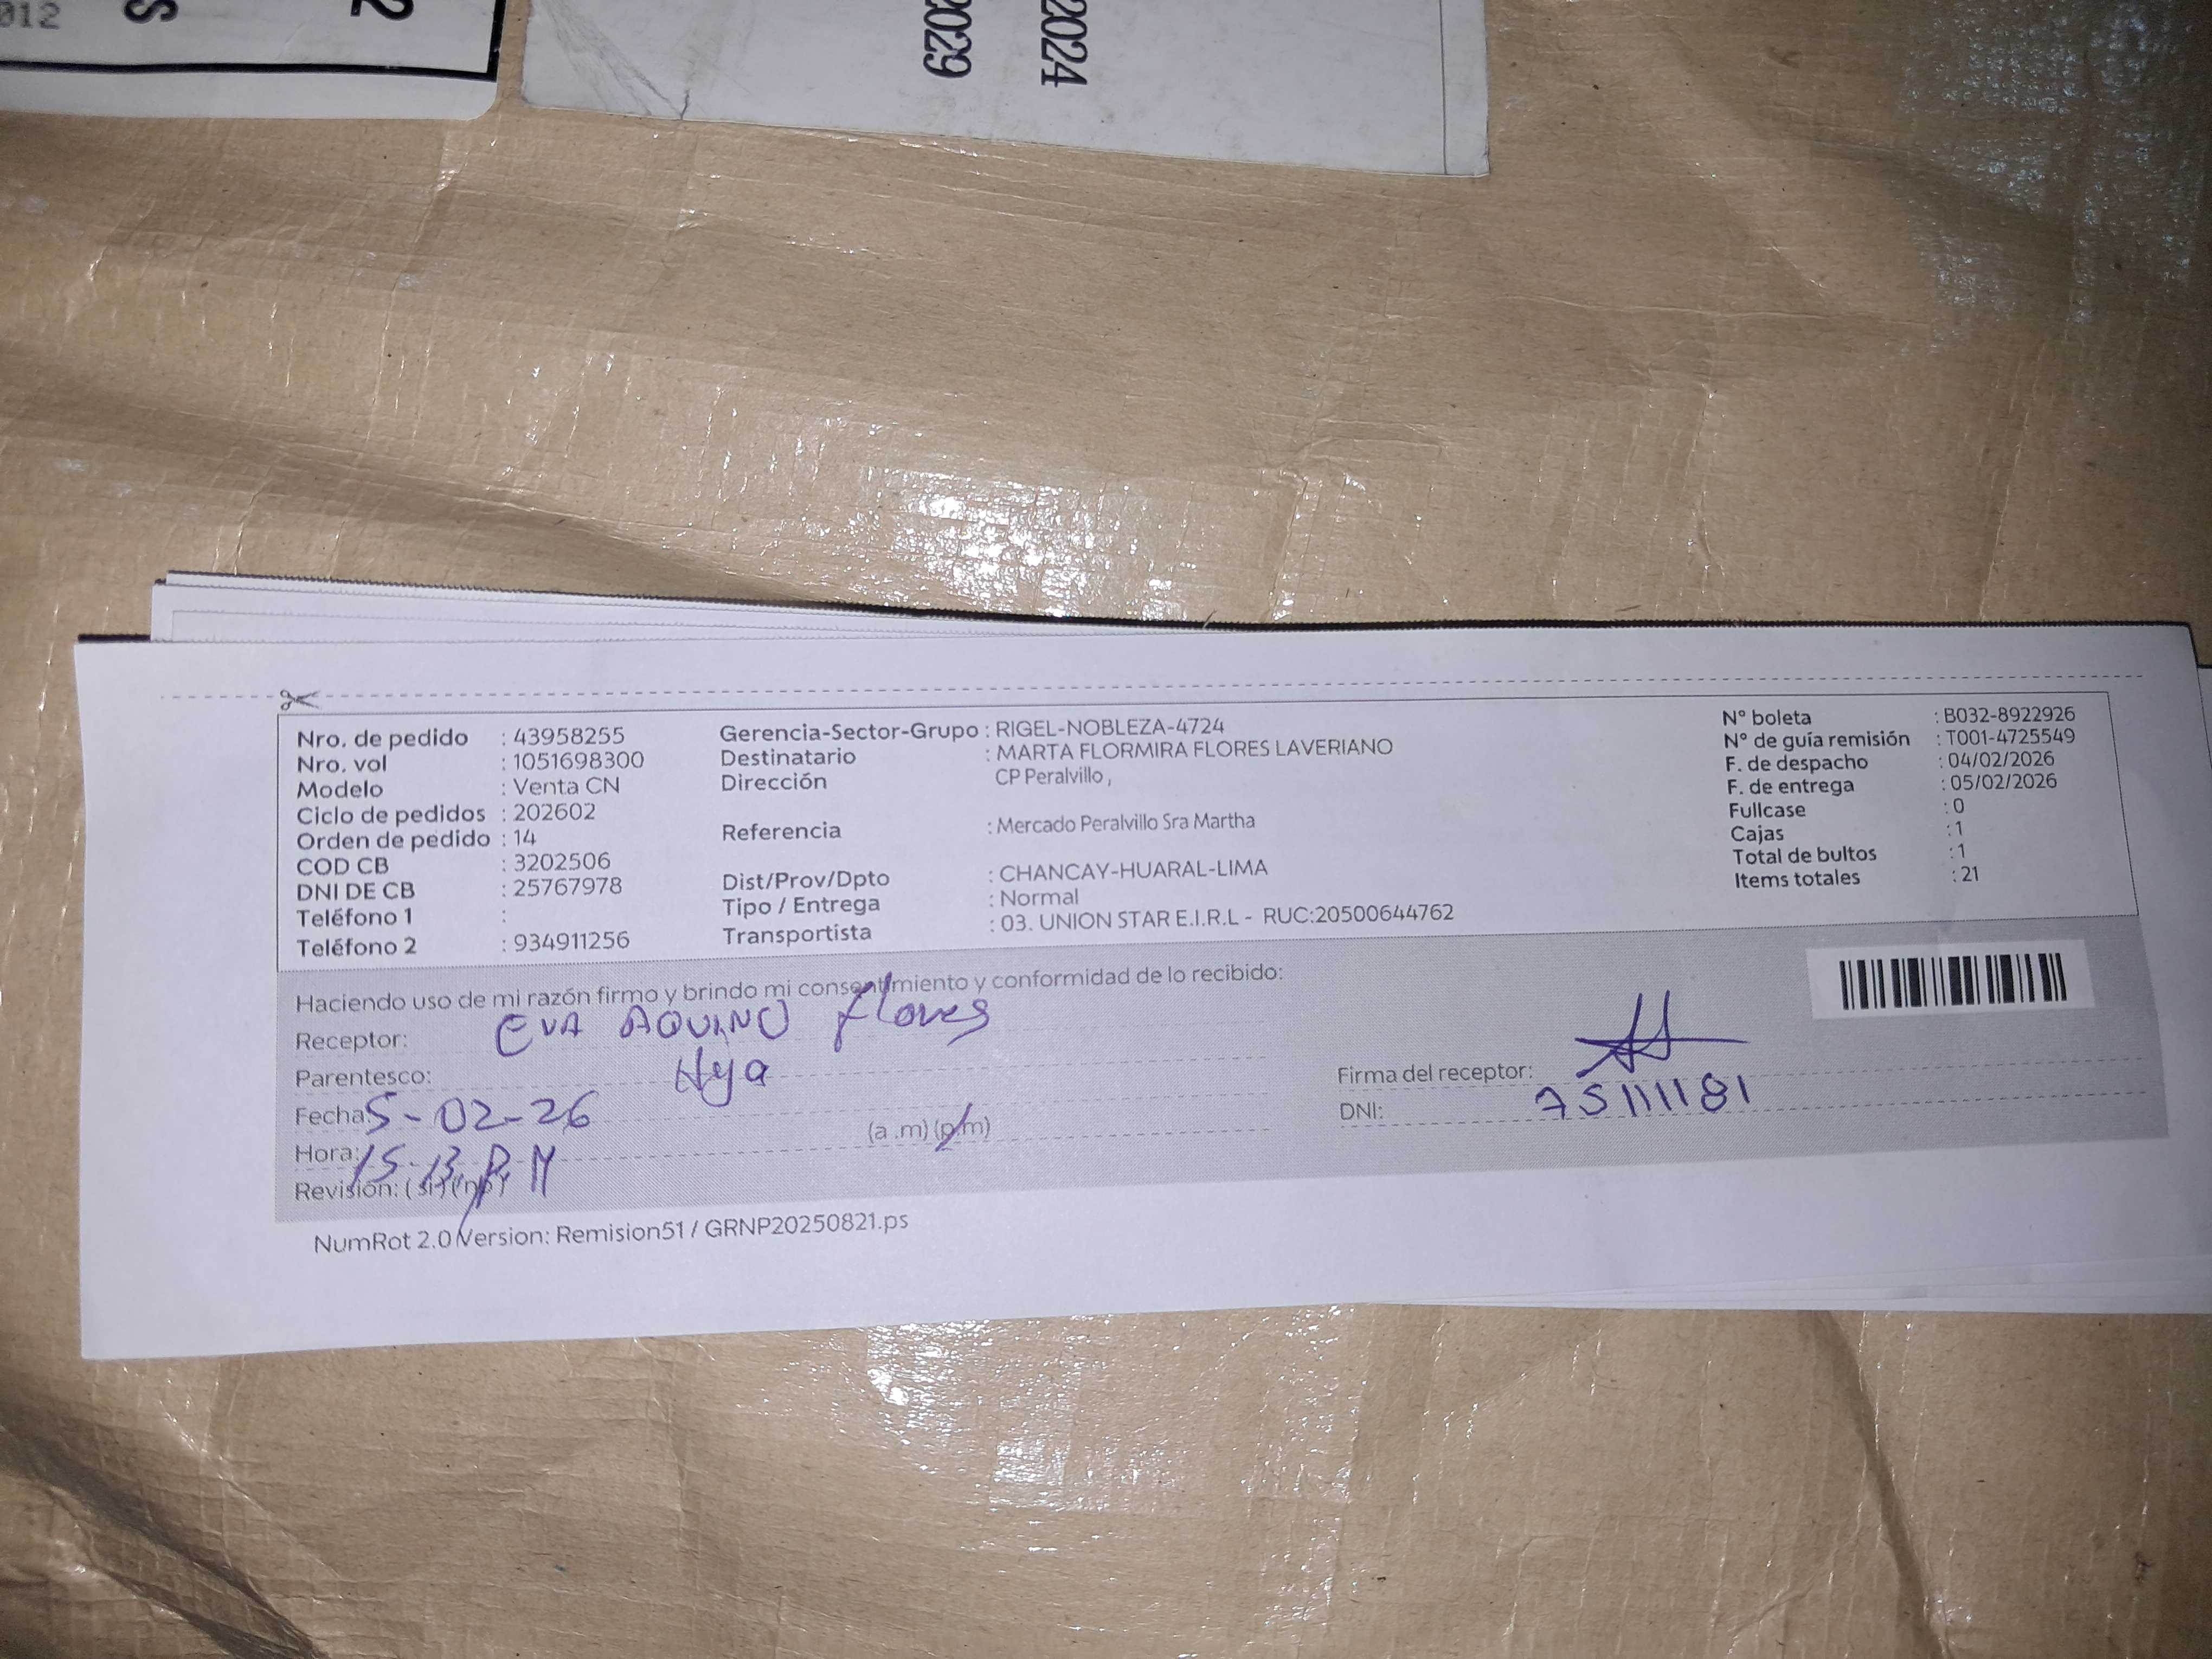 012
S
2
2029
2024
Nro. de pedido : 43958255
Nro. vol : 1051698300
Modelo : Venta CN
Ciclo de pedidos : 202602
Orden de pedido : 14
COD CB : 3202506
DNI DE CB : 25767978
Teléfono 1 :
Teléfono 2 : 934911256
Gerencia-Sector-Grupo : RIGEL-NOBLEZA-4724
Destinatario : MARTA FLORMIRA FLORES LAVERIANO
Dirección CP Peralvillo ,
Referencia : Mercado Peralvillo Sra Martha
Dist/Prov/Dpto : CHANCAY-HUARAL-LIMA
Tipo / Entrega : Normal
Transportista : 03. UNION STAR E.I.R.L - RUC:20500644762
N° boleta : B032-8922926
N° de guía remisión : T001-4725549
F. de despacho : 04/02/2026
F. de entrega : 05/02/2026
Fullcase : 0
Cajas : 1
Total de bultos : 1
Items totales : 21
Haciendo uso de mi razón firmo y brindo mi consentimiento y conformidad de lo recibido:
Receptor: EVA AQUINO flores
Parentesco: Hija
Fecha: 5-02-26
Hora: 15-13 P.M (a .m) (p.m)
Revisión: (si) (no)
Firma del receptor:
DNI: 75111181
NumRot 2.0 Version: Remision51 / GRNP20250821.ps